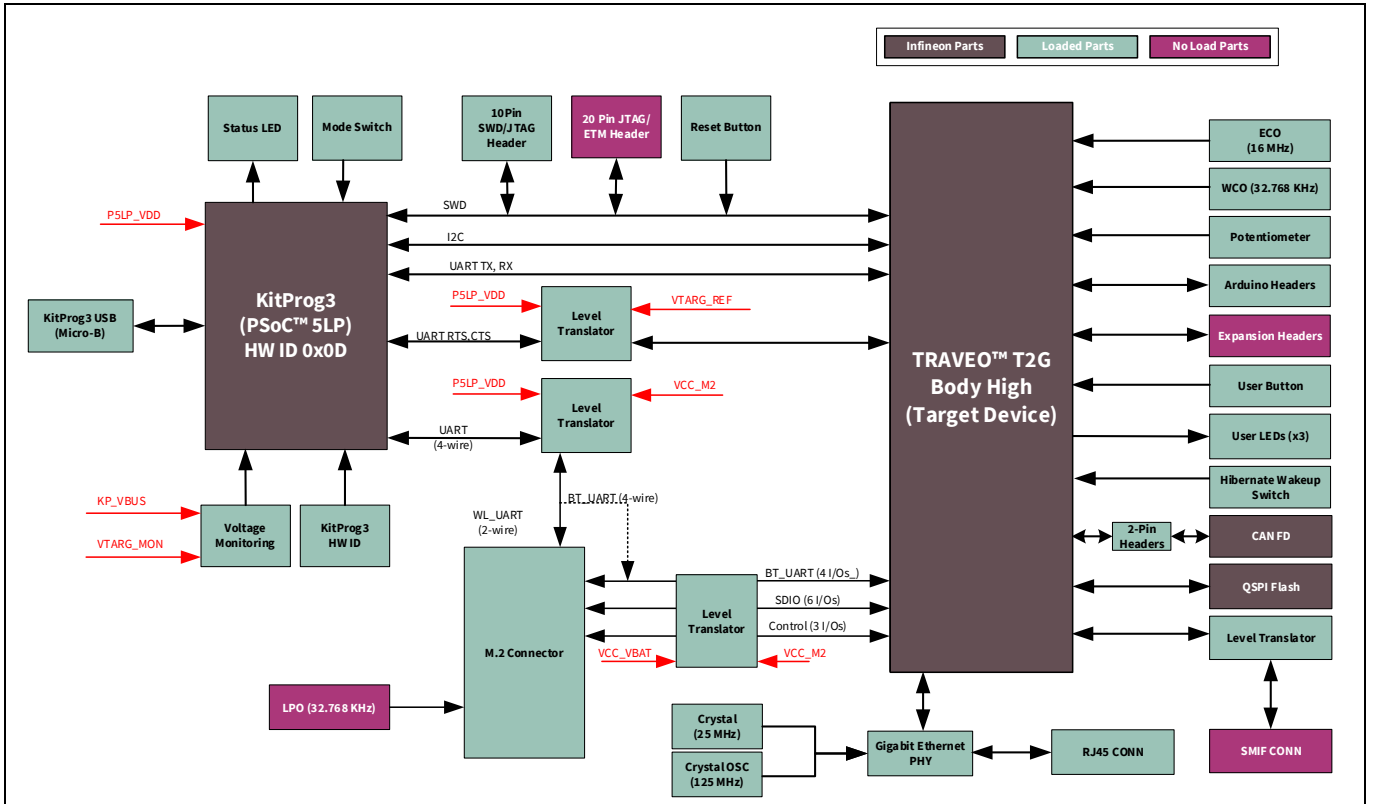 Infineon Parts
Loaded Parts
No Load Parts
Status LED
Mode Switch
10Pin
SWD/JTAG
Header
20 Pin JTAG/
ETM Header
Reset Button
ECO
(16 MHz)
WCO (32.768 KHz)
Potentiometer
Arduino Headers
Expansion Headers
User Button
User LEDs (x3)
Hibernate Wakeup
Switch
2-Pin
Headers
CAN FD
QSPI Flash
Level Translator
SMIF CONN
P5LP_VDD
SWD
I2C
UART TX, RX
KitProg3 USB
(Micro-B)
KitProg3
(PSoC™ 5LP)
HW ID 0x0D
P5LP_VDD
Level
Translator
VTARG_REF
UART RTS.CTS
TRAVEO™ T2G
Body High
(Target Device)
P5LP_VDD
Level
Translator
VCC_M2
UART
(4-wire)
KP_VBUS
VTARG_MON
Voltage
Monitoring
KitProg3
HW ID
BT_UART (4-wire)
WL_UART
(2-wire)
M.2 Connector
Level
Translator
BT_UART (4 I/Os_)
SDIO (6 I/Os)
Control (3 I/Os)
VCC_VBAT
VCC_M2
LPO (32.768 KHz)
Crystal
(25 MHz)
Crystal OSC
(125 MHz)
Gigabit Ethernet
PHY
RJ45 CONN